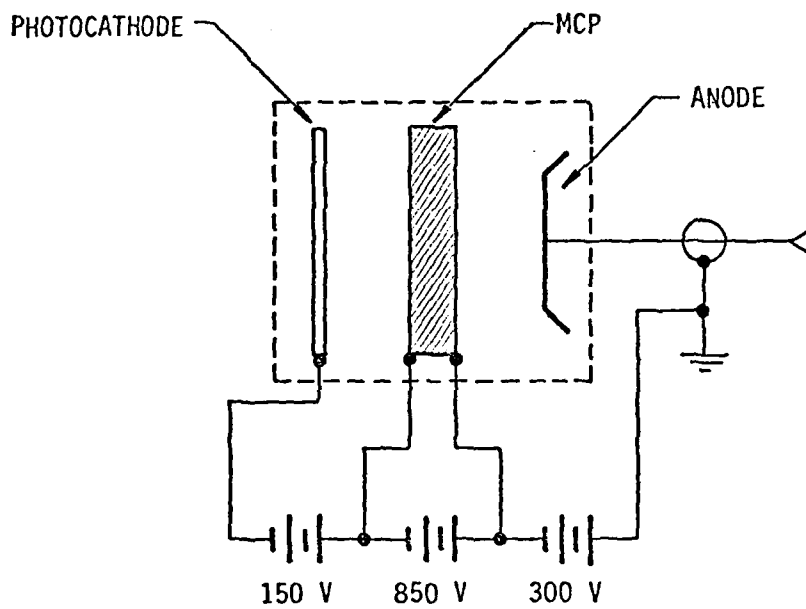 PHOTOCATHODE
MCP
ANODE
150 V
850 V
300 V